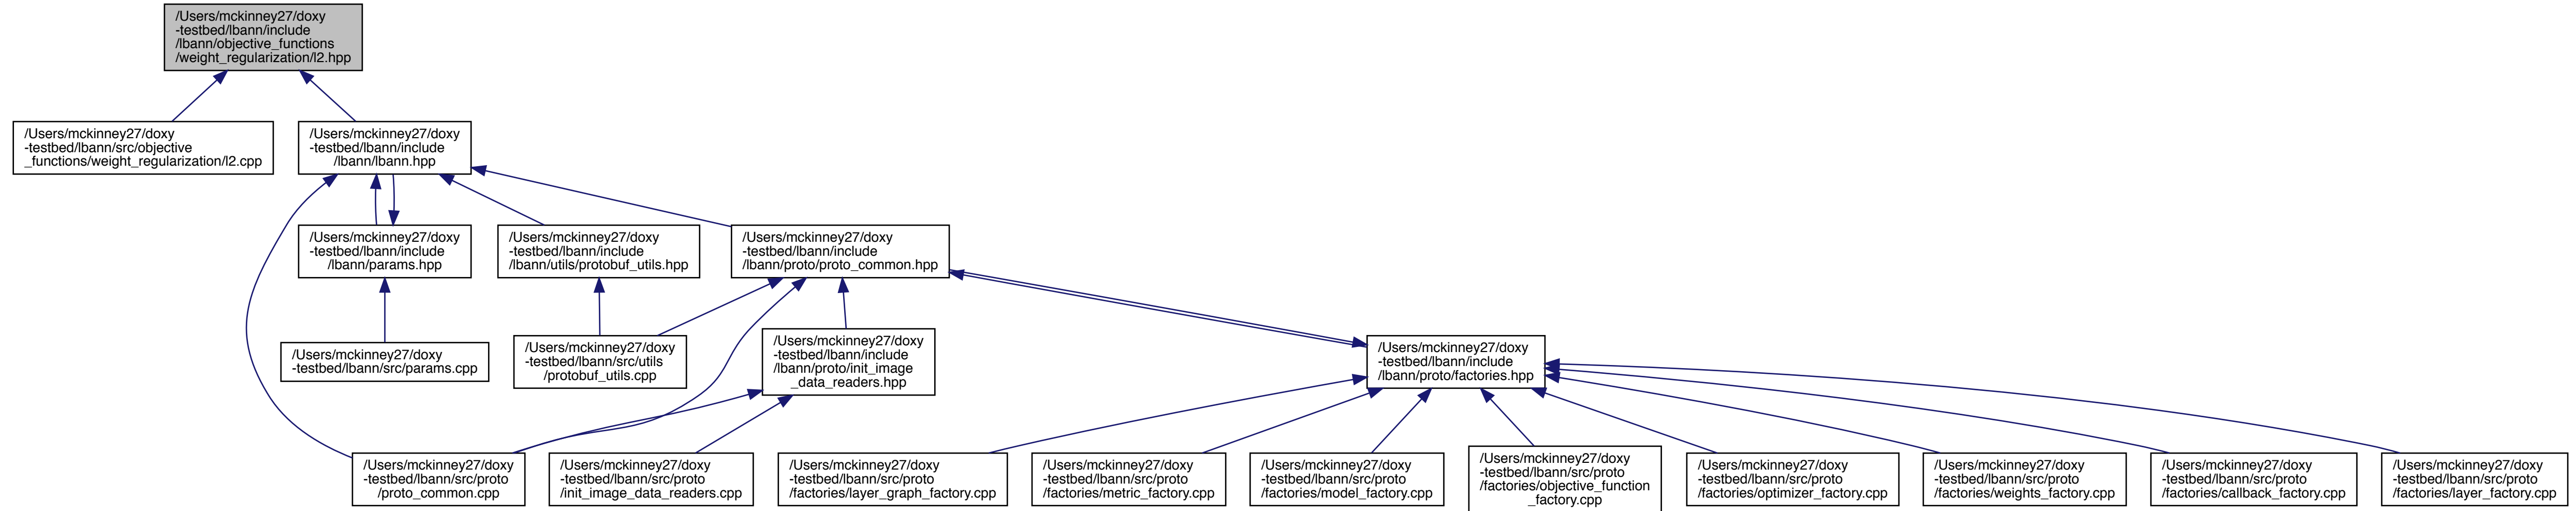 /Users/mckinney27/doxy
-testbed/lbann/include
/lbann/objective_functions
/weight_regularization/l2.hpp
/Users/mckinney27/doxy
-testbed/lbann/src/objective
_functions/weight_regularization/l2.cpp
/Users/mckinney27/doxy
-testbed/lbann/include
/lbann/lbann.hpp
/Users/mckinney27/doxy
-testbed/lbann/include
/lbann/params.hpp
/Users/mckinney27/doxy
-testbed/lbann/include
/lbann/utils/protobuf_utils.hpp
/Users/mckinney27/doxy
-testbed/lbann/include
/lbann/proto/proto_common.hpp
/Users/mckinney27/doxy
-testbed/lbann/src/params.cpp
/Users/mckinney27/doxy
-testbed/lbann/src/utils
/protobuf_utils.cpp
/Users/mckinney27/doxy
-testbed/lbann/include
/lbann/proto/init_image
_data_readers.hpp
/Users/mckinney27/doxy
-testbed/lbann/include
/lbann/proto/factories.hpp
/Users/mckinney27/doxy
-testbed/lbann/src/proto
/proto_common.cpp
/Users/mckinney27/doxy
-testbed/lbann/src/proto
/init_image_data_readers.cpp
/Users/mckinney27/doxy
-testbed/lbann/src/proto
/factories/layer_graph_factory.cpp
/Users/mckinney27/doxy
-testbed/lbann/src/proto
/factories/metric_factory.cpp
/Users/mckinney27/doxy
-testbed/lbann/src/proto
/factories/model_factory.cpp
/Users/mckinney27/doxy
-testbed/lbann/src/proto
/factories/objective_function
_factory.cpp
/Users/mckinney27/doxy
-testbed/lbann/src/proto
/factories/optimizer_factory.cpp
/Users/mckinney27/doxy
-testbed/lbann/src/proto
/factories/weights_factory.cpp
/Users/mckinney27/doxy
-testbed/lbann/src/proto
/factories/callback_factory.cpp
/Users/mckinney27/doxy
-testbed/lbann/src/proto
/factories/layer_factory.cpp